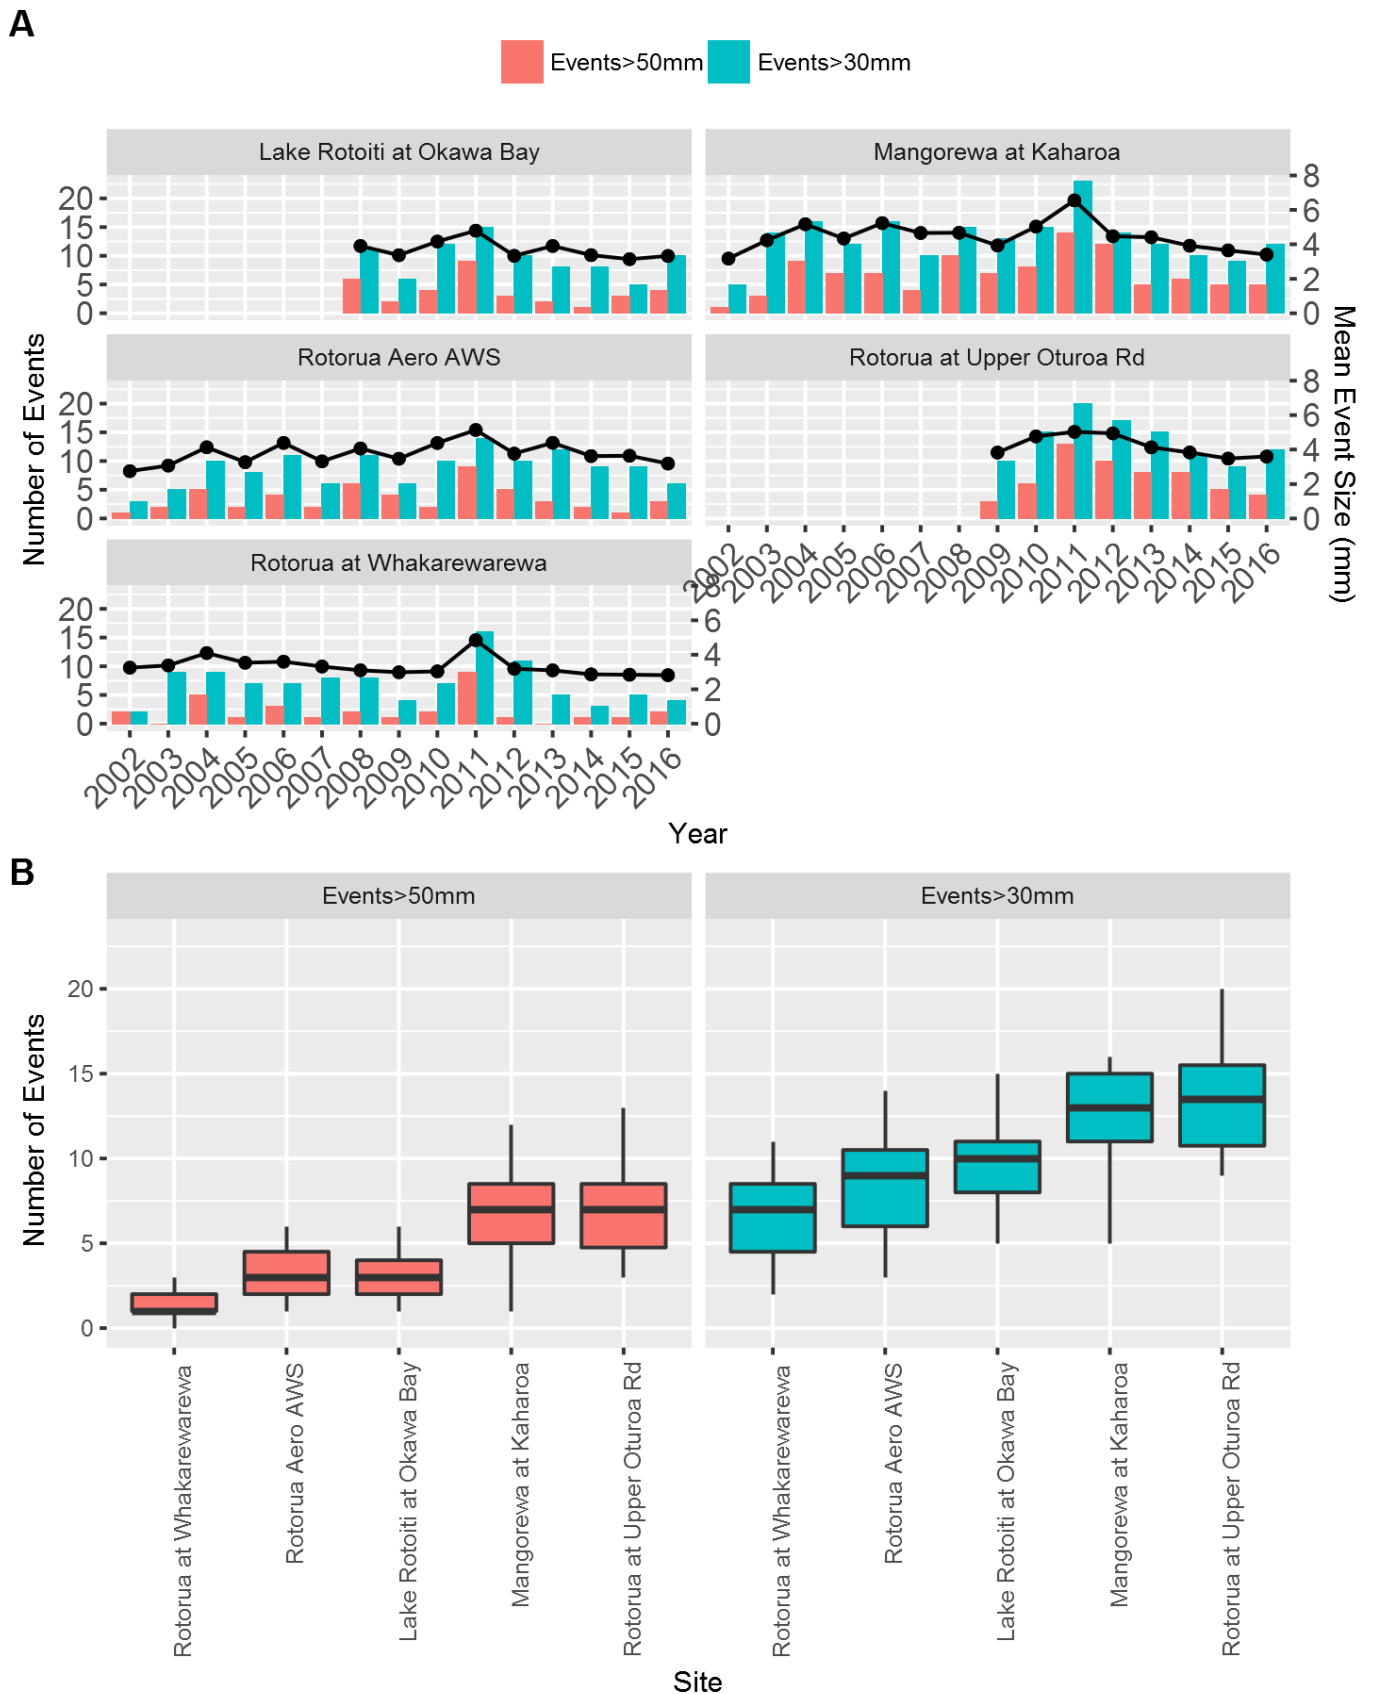 A
Events>50mm Events>30mm
Lake Rotoiti at Okawa Bay Mangorewa at Kaharoa
20
15
10
5
0
8
6
4
2
0
Rotorua Aero AWS Rotorua at Upper Oturoa Rd
20
15
10
5
0
8
6
4
2
0
2002 2003 2004 2005 2006 2007 2008 2009 2010 2011 2012 2013 2014 2015 2016
Rotorua at Whakarewarewa
20
15
10
5
0
8
6
4
2
0
2002 2003 2004 2005 2006 2007 2008 2009 2010 2011 2012 2013 2014 2015 2016
Number of Events
Mean Event Size (mm)
Year
B
Events>50mm Events>30mm
20
15
10
5
0
Number of Events
Rotorua at Whakarewarewa
Rotorua Aero AWS
Lake Rotoiti at Okawa Bay
Mangorewa at Kaharoa
Rotorua at Upper Oturoa Rd
Rotorua at Whakarewarewa
Rotorua Aero AWS
Lake Rotoiti at Okawa Bay
Mangorewa at Kaharoa
Rotorua at Upper Oturoa Rd
Site